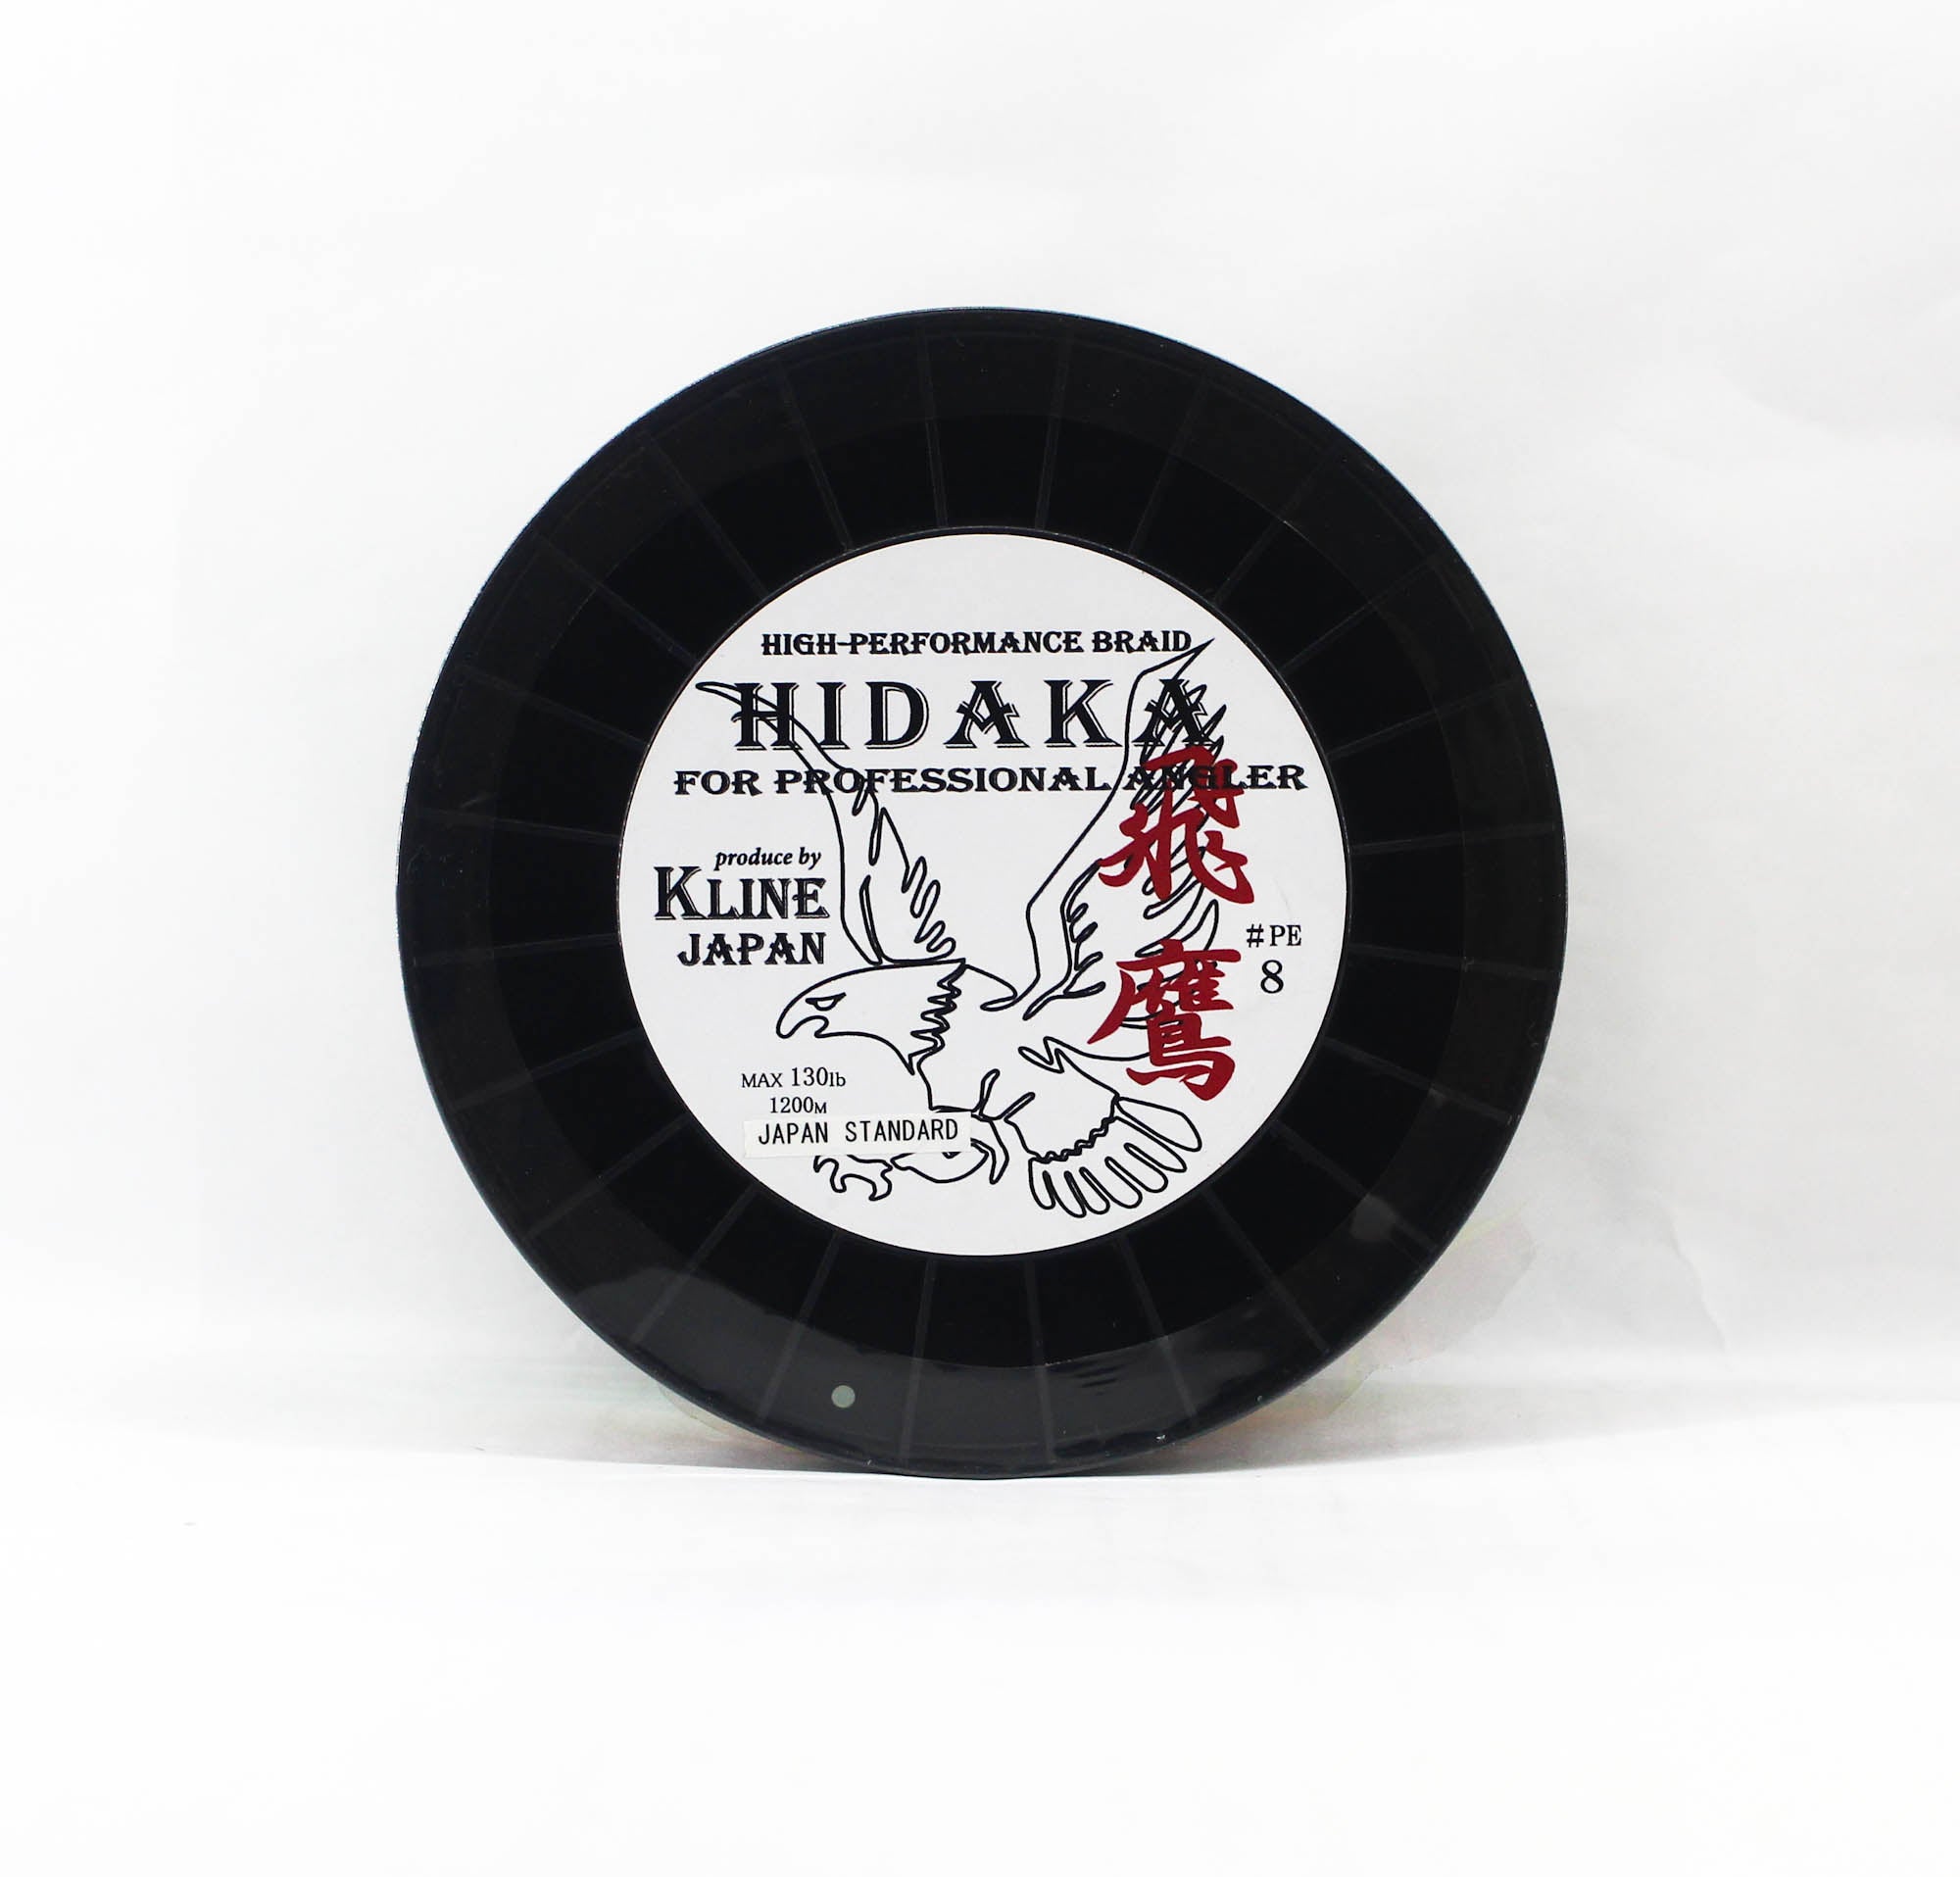 HIGH-PERFORMANCE BRAID
HIDAKA
FOR PROFESSIONAL ANGLER
飛鷹
produce by
KLINE
JAPAN
#PE
8
MAX 130lb
1200M
JAPAN STANDARD